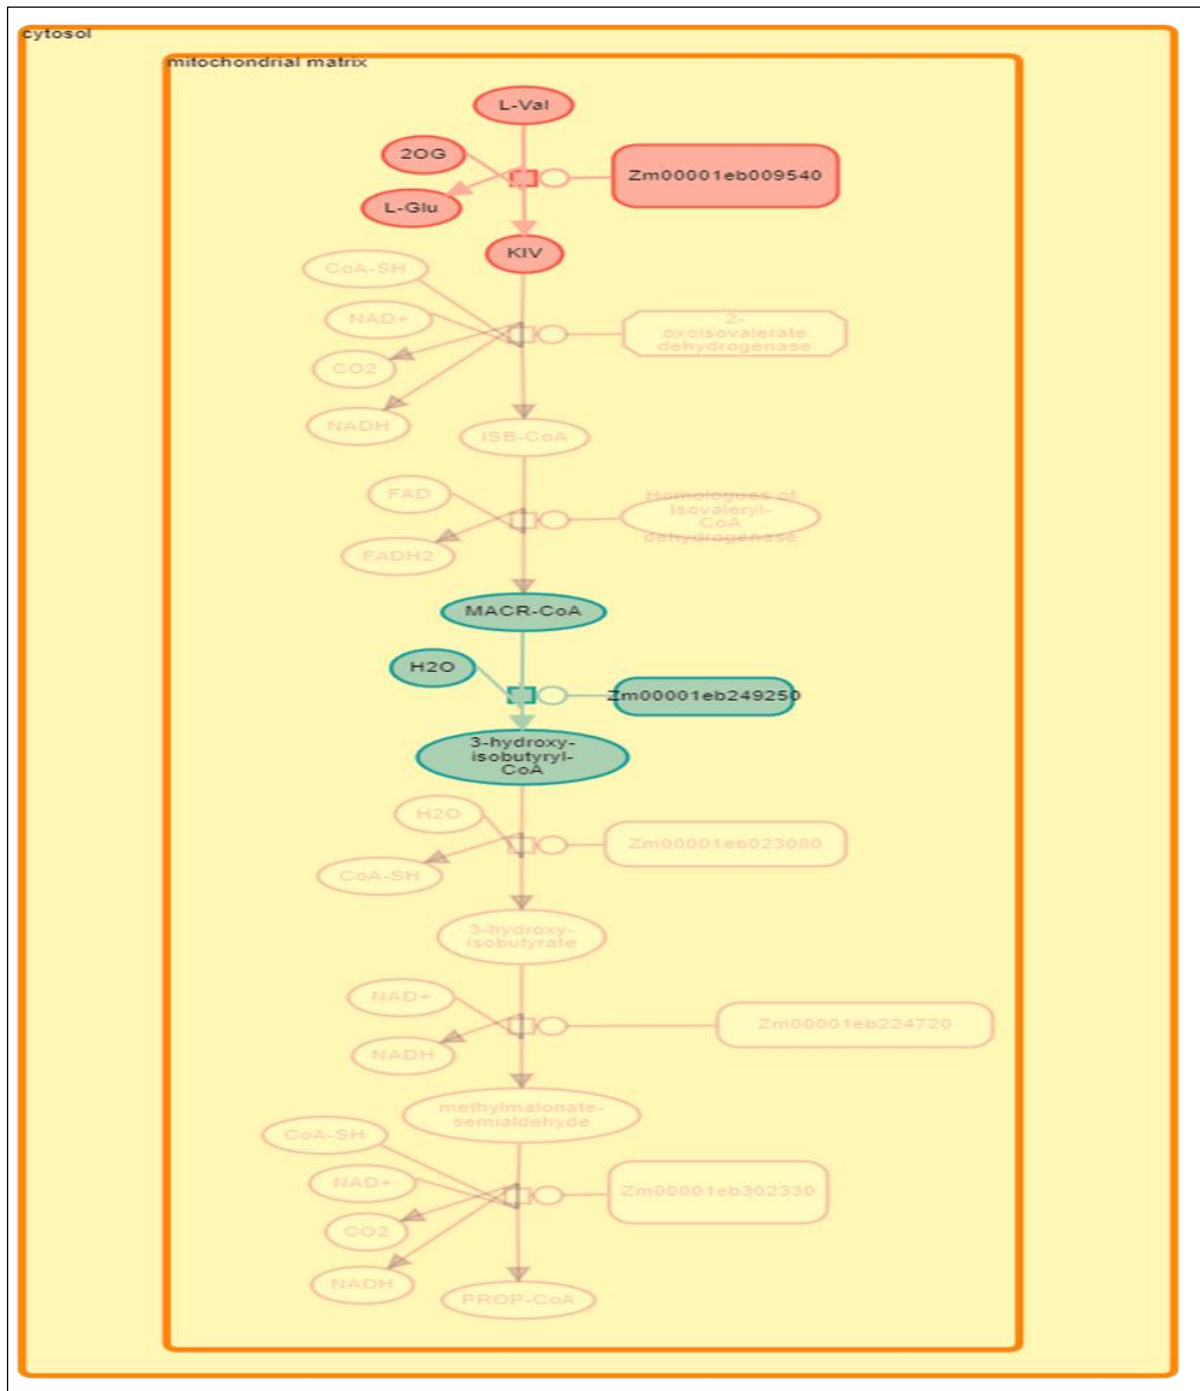 cytosol
mitochondrial matrix
L-Val
2OG
Zm00001eb009540
L-Glu
KIV
CoA-SH
NAD+
2-
oxoisovalerate
dehydrogenase
CO2
NADH
ISB-CoA
FAD
Homologues of
Isovaleryl-
CoA
dehydrogenase
FADH2
MACR-CoA
H2O
Zm00001eb249250
3-hydroxy-
isobutyryl-
CoA
H2O
Zm00001eb023080
CoA-SH
3-hydroxy-
isobutyrate
NAD+
Zm00001eb224720
NADH
methylmalonate-
semialdehyde
CoA-SH
NAD+
Zm00001eb302330
CO2
NADH
PROP-CoA